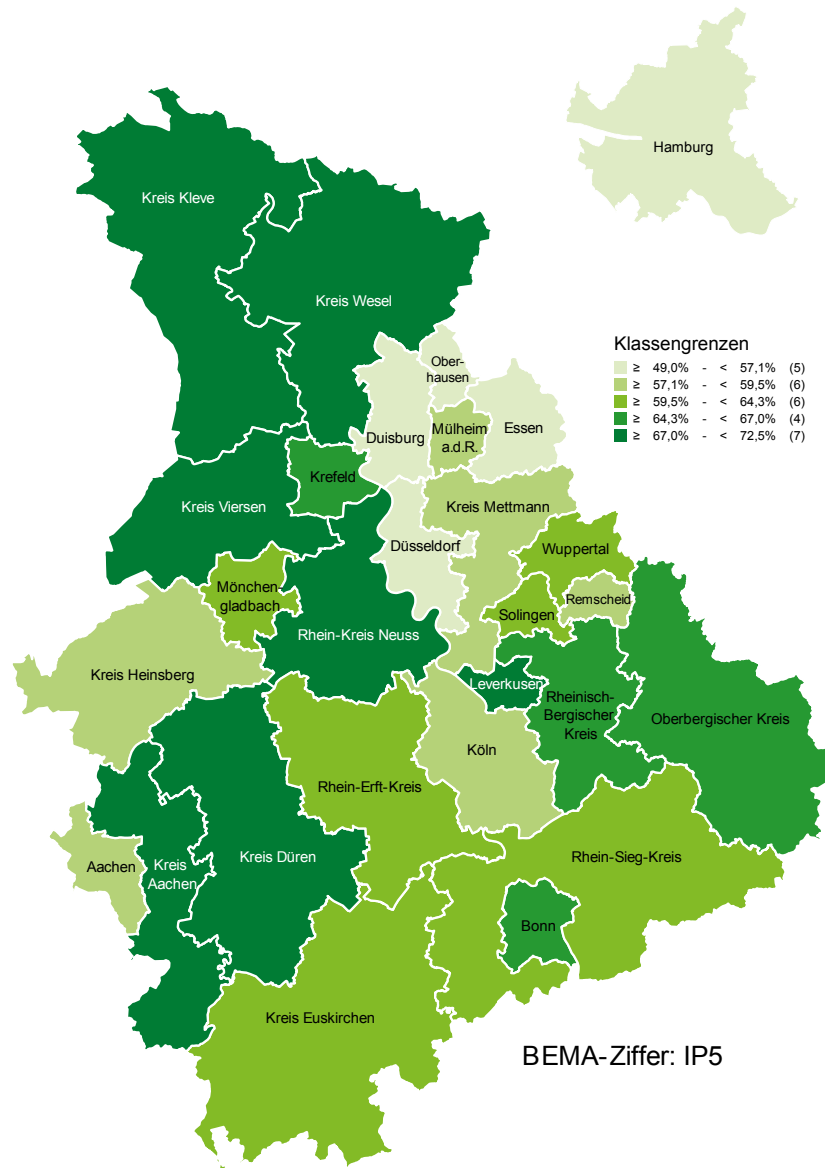 Hamburg
Kreis Kleve
Kreis Wesel
Klassengrenzen
≥ 49,0% - < 57,1% (5)
≥ 57,1% - < 59,5% (6)
≥ 59,5% - < 64,3% (6)
≥ 64,3% - < 67,0% (4)
≥ 67,0% - < 72,5% (7)
Ober-
hausen
Duisburg
Mülheim
a.d.R.
Essen
Krefeld
Kreis Viersen
Kreis Mettmann
Düsseldorf
Wuppertal
Mönchen
gladbach
Remscheid
Solingen
Rhein-Kreis Neuss
Kreis Heinsberg
Leverkusen
Rheinisch-
Bergischer
Kreis
Oberbergischer Kreis
Köln
Rhein-Erft-Kreis
Aachen
Kreis
Aachen
Kreis Düren
Rhein-Sieg-Kreis
Bonn
Kreis Euskirchen
BEMA-Ziffer: IP5